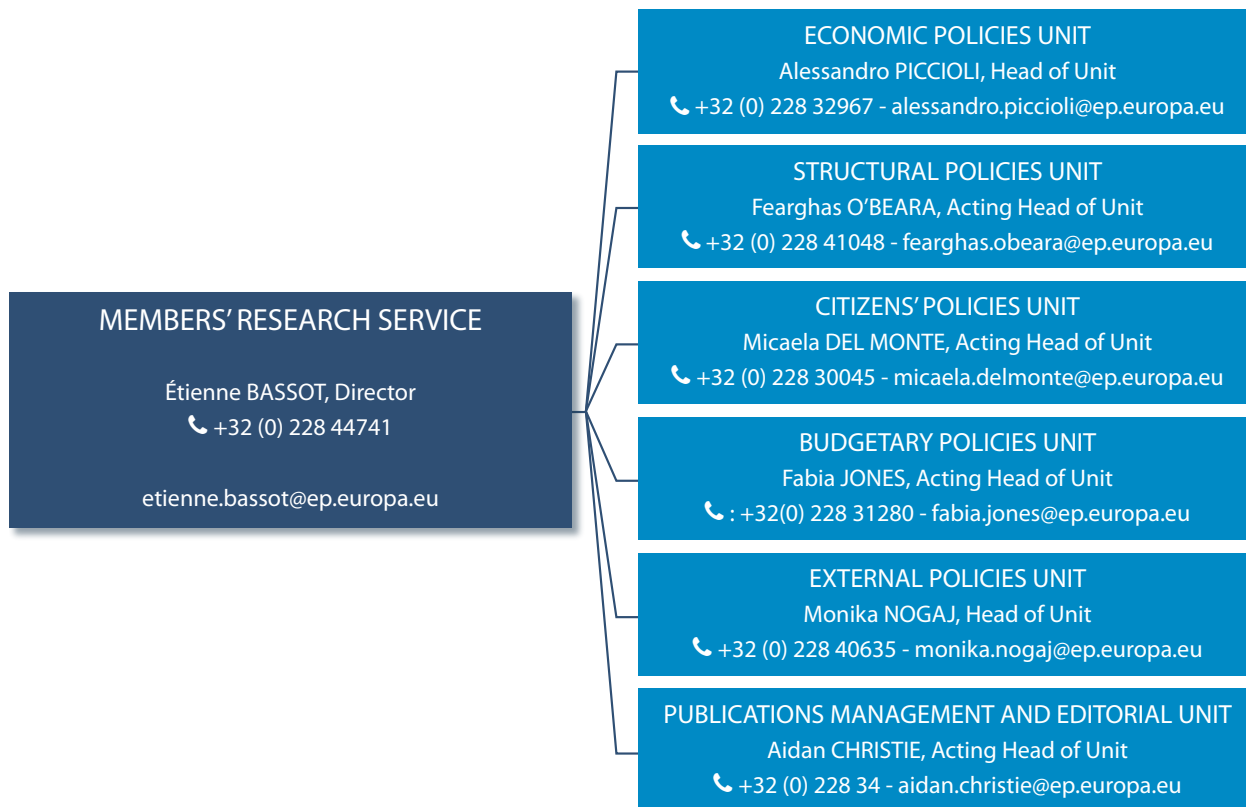 MEMBERS’ RESEARCH SERVICE
Étienne BASSOT, Director
+32 (0) 228 44741
etienne.bassot@ep.europa.eu
ECONOMIC POLICIES UNIT
Alessandro PICCIOLI, Head of Unit
+32 (0) 228 32967 - alessandro.piccioli@ep.europa.eu
STRUCTURAL POLICIES UNIT
Fearghas O’BEARA, Acting Head of Unit
+32 (0) 228 41048 - fearghas.obeara@ep.europa.eu
CITIZENS’ POLICIES UNIT
Micaela DEL MONTE, Acting Head of Unit
+32 (0) 228 30045 - micaela.delmonte@ep.europa.eu
BUDGETARY POLICIES UNIT
Fabia JONES, Acting Head of Unit
: +32(0) 228 31280 - fabia.jones@ep.europa.eu
EXTERNAL POLICIES UNIT
Monika NOGAJ, Head of Unit
+32 (0) 228 40635 - monika.nogaj@ep.europa.eu
PUBLICATIONS MANAGEMENT AND EDITORIAL UNIT
Aidan CHRISTIE, Acting Head of Unit
+32 (0) 228 34 - aidan.christie@ep.europa.eu